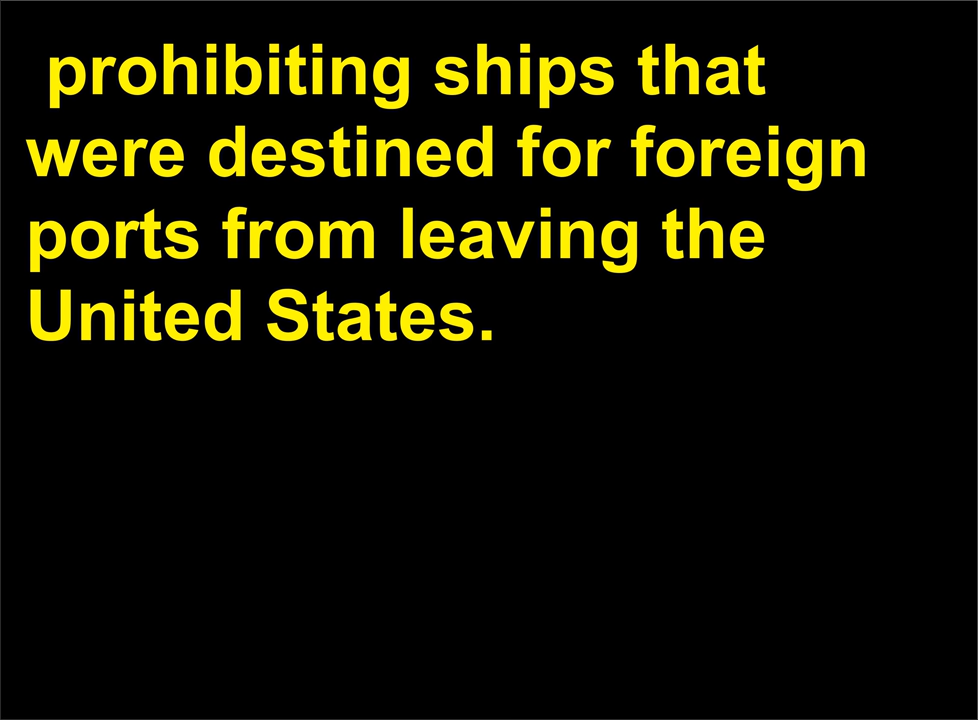 prohibiting ships that
were destined for foreign
ports from leaving the
United States.